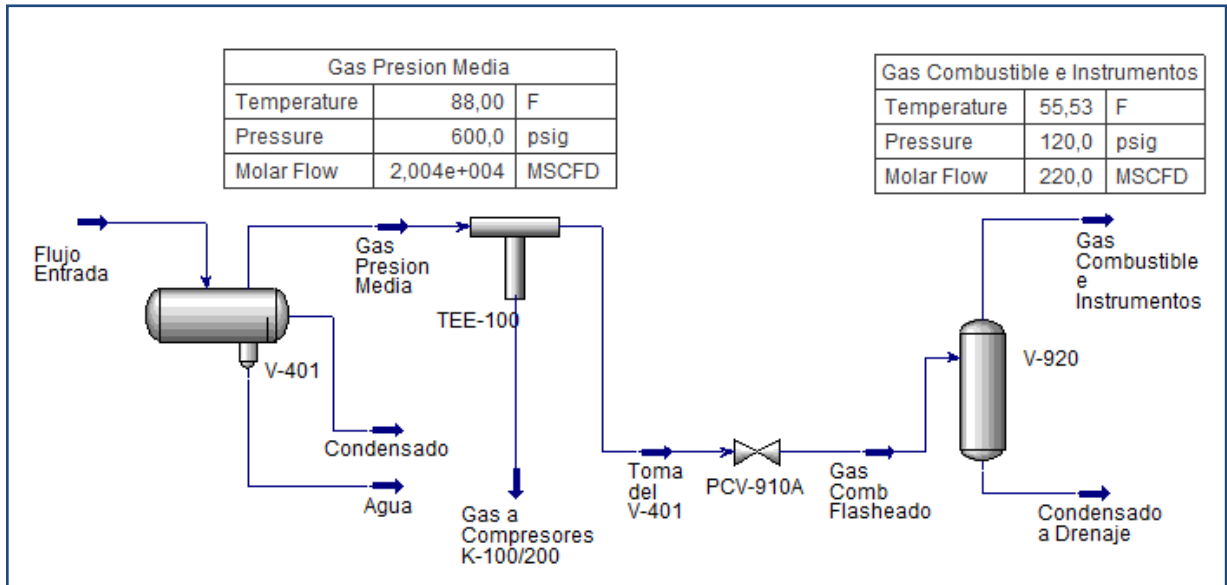 Gas Presion Media
Temperature 88,00 F
Pressure 600,0 psig
Molar Flow 2,004e+004 MSCFD
Gas Combustible e Instrumentos
Temperature 55,53 F
Pressure 120,0 psig
Molar Flow 220,0 MSCFD
Flujo
Entrada
Gas
Presion
Media
TEE-100
V-401
Condensado
Agua
Gas a
Compresores
K-100/200
Toma
del
V-401
PCV-910A
Gas
Comb
Flasheado
Gas
Combustible
e
Instrumentos
V-920
Condensado
a Drenaje